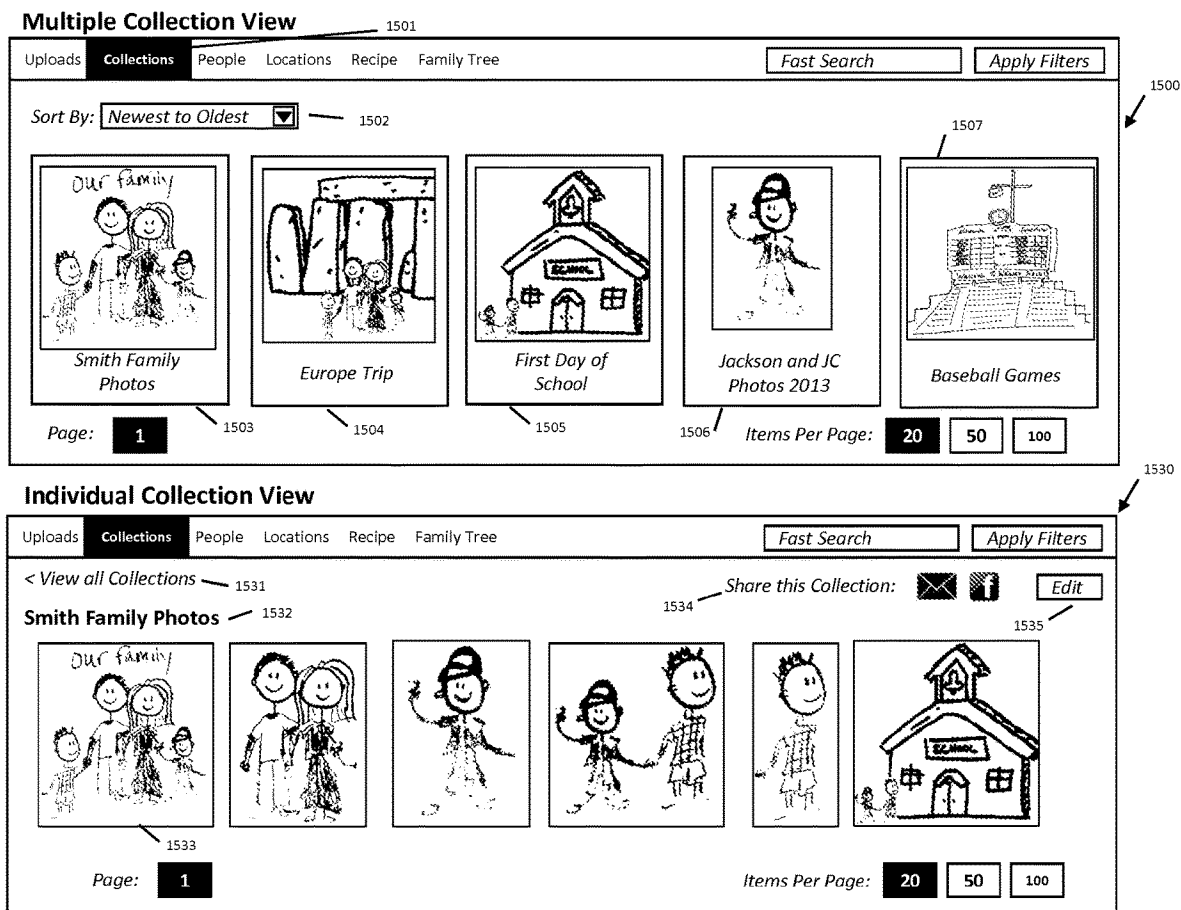 Multiple Collection View
1501
Uploads Collections People Locations Recipe Family Tree Fast Search Apply Filters
1500
Sort By: Newest to Oldest 1502
1507
our family
SCHOOL
Smith Family
Photos
Europe Trip
First Day of
School
Jackson and JC
Photos 2013
Baseball Games
1503 1504 1505 1506
Page: 1 Items Per Page: 20 50 100
1530
Individual Collection View
Uploads Collections People Locations Recipe Family Tree Fast Search Apply Filters
< View all Collections 1531 1534 Share this Collection: f Edit
Smith Family Photos 1532 1535
our family
SCHOOL
1533
Page: 1 Items Per Page: 20 50 100